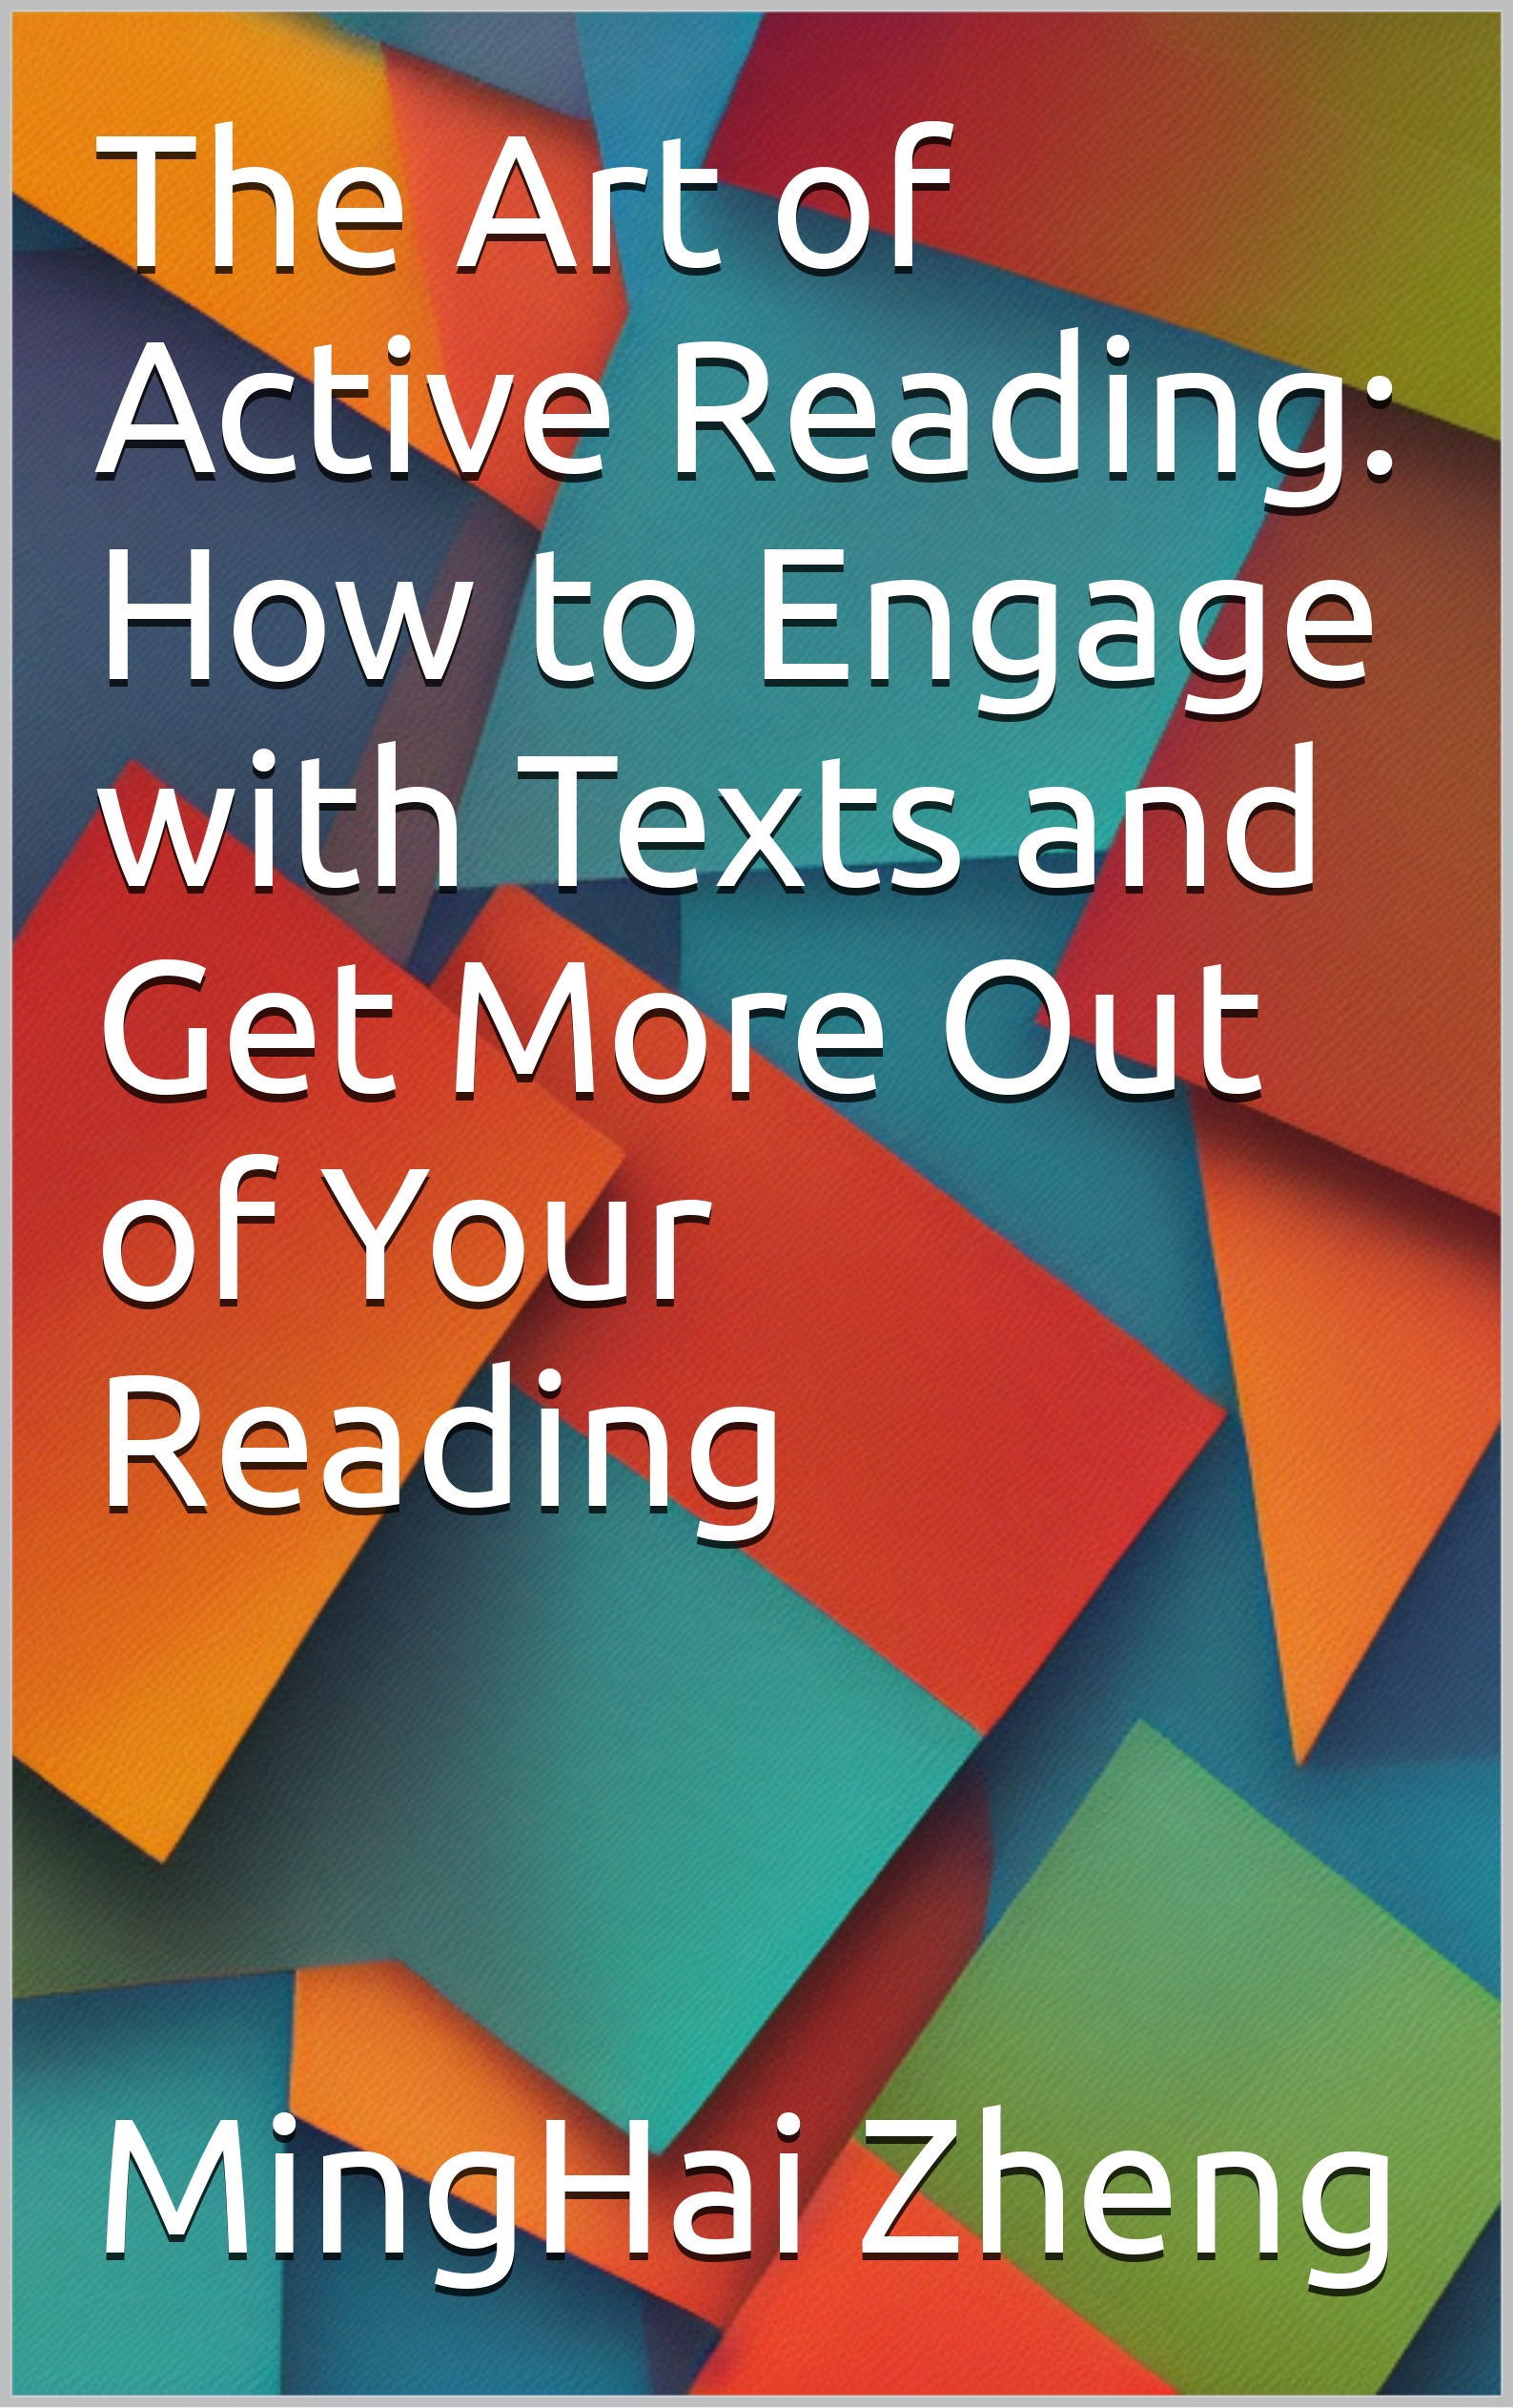 The Art of
Active Reading:
How to Engage
with Texts and
Get More Out
of Your
Reading
MingHai Zheng